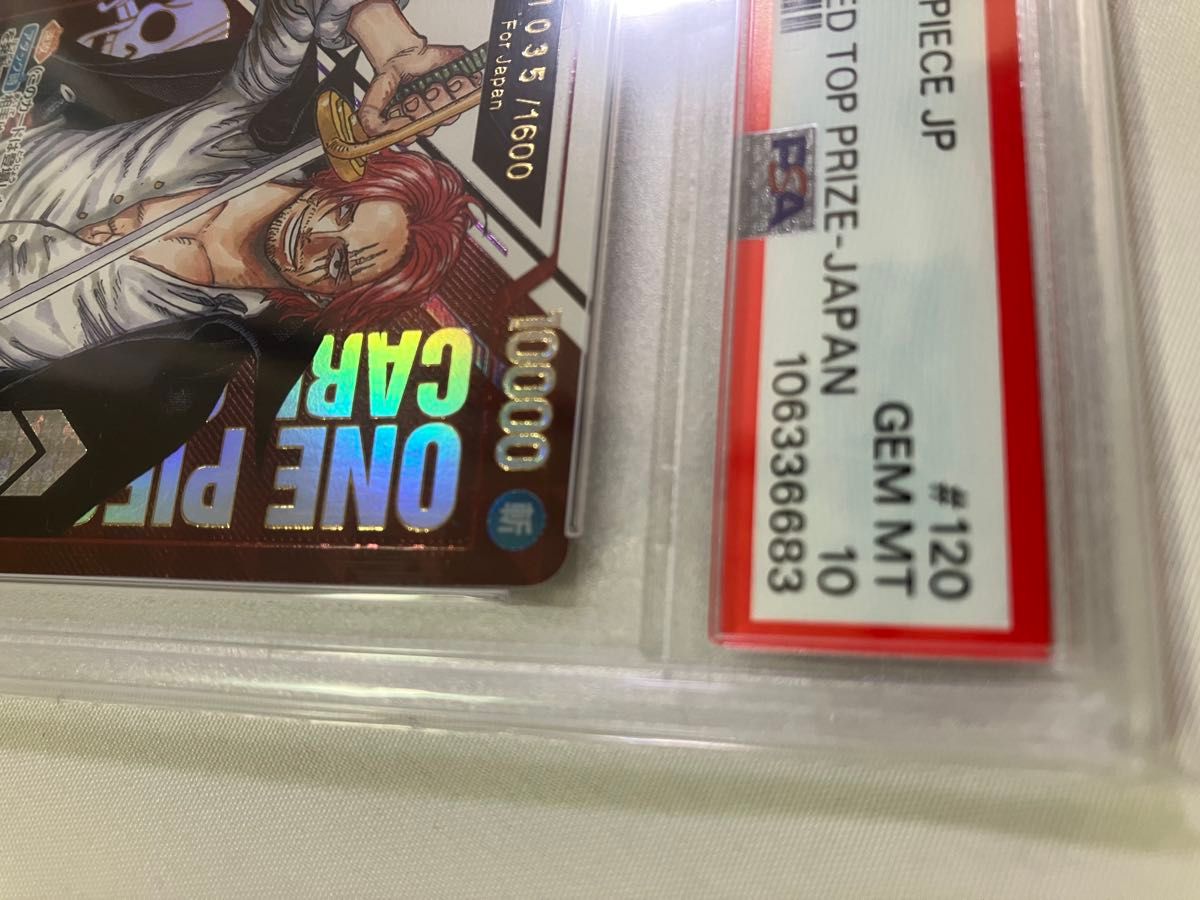 PIECE JP
#120
ED TOP PRIZE-JAPAN
GEM MT
10
106336683
PSA
1035/1600
For Japan
10000
斬
ONE PIE
CAR